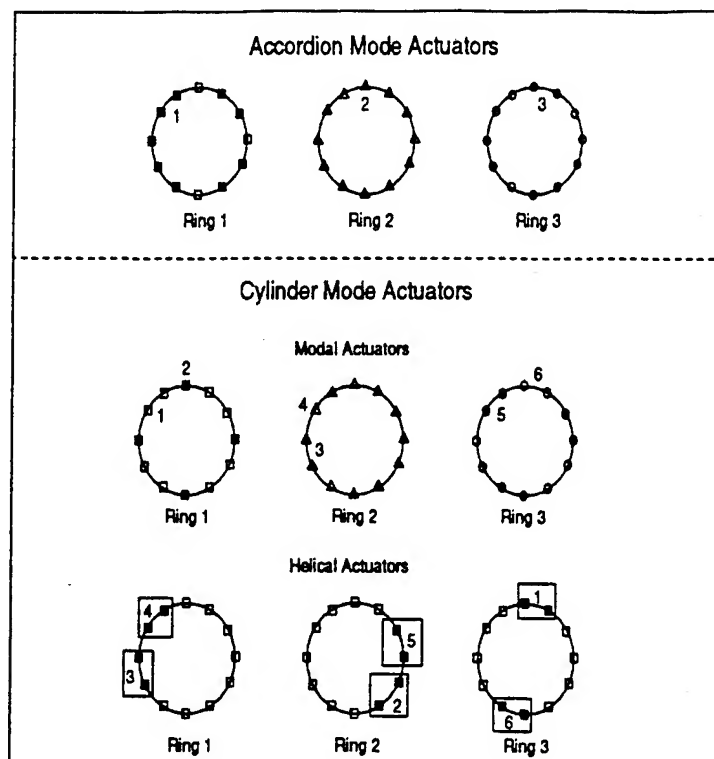 Accordion Mode Actuators
1 2 3
Ring 1 Ring 2 Ring 3
Cylinder Mode Actuators
Modal Actuators
2 6
4
1 5
3
Ring 1 Ring 2 Ring 3
Helical Actuators
1
4
5
3
2 6
Ring 1 Ring 2 Ring 3